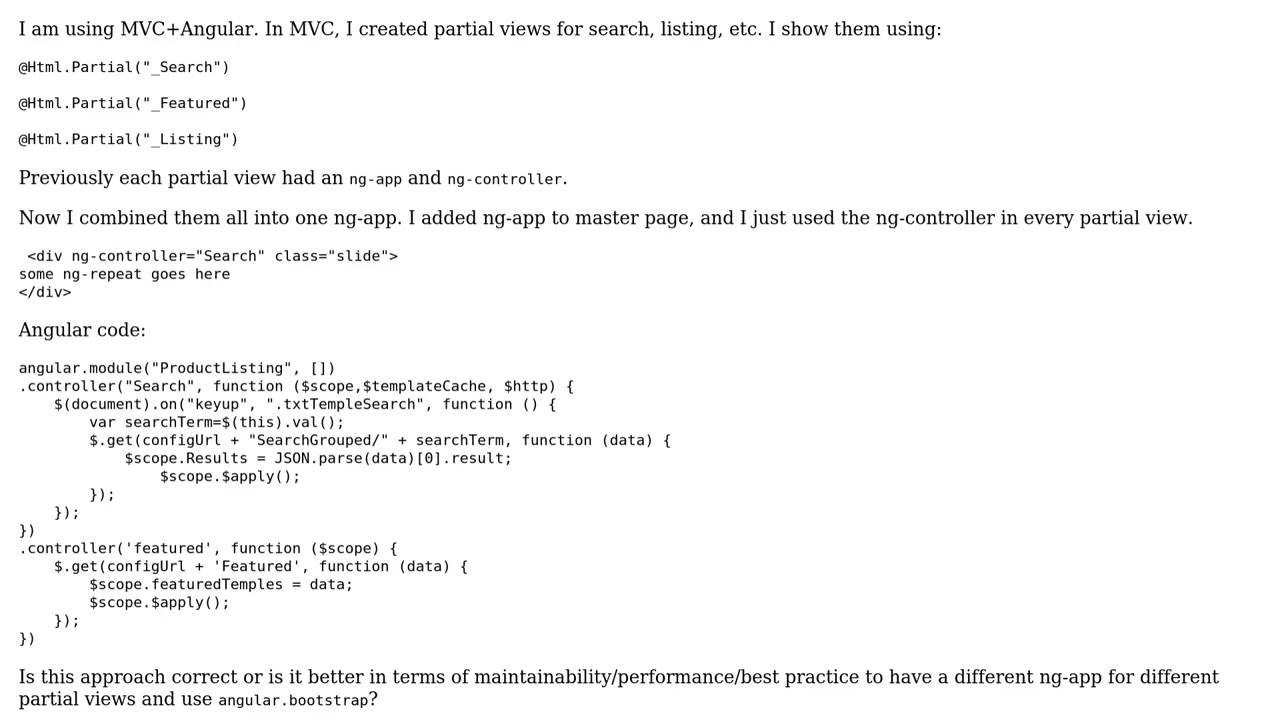 I am using MVC+Angular. In MVC, I created partial views for search, listing, etc. I show them using:
@Html.Partial("_Search")
@Html.Partial("_Featured")
@Html.Partial("_Listing")
Previously each partial view had an ng-app and ng-controller.
Now I combined them all into one ng-app. I added ng-app to master page, and I just used the ng-controller in every partial view.
 <div ng-controller="Search" class="slide">
some ng-repeat goes here
</div>
Angular code:
angular.module("ProductListing", [])
.controller("Search", function ($scope,$templateCache, $http) {
    $(document).on("keyup", ".txtTempleSearch", function () {
        var searchTerm=$(this).val();
        $.get(configUrl + "SearchGrouped/" + searchTerm, function (data) {
            $scope.Results = JSON.parse(data)[0].result;
                $scope.$apply();
        });
    });
})
.controller('featured', function ($scope) {
    $.get(configUrl + 'Featured', function (data) {
        $scope.featuredTemples = data;
        $scope.$apply();
    });
})
Is this approach correct or is it better in terms of maintainability/performance/best practice to have a different ng-app for different
partial views and use angular.bootstrap?